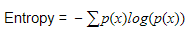 Entropy = − ∑p(x)log(p(x))